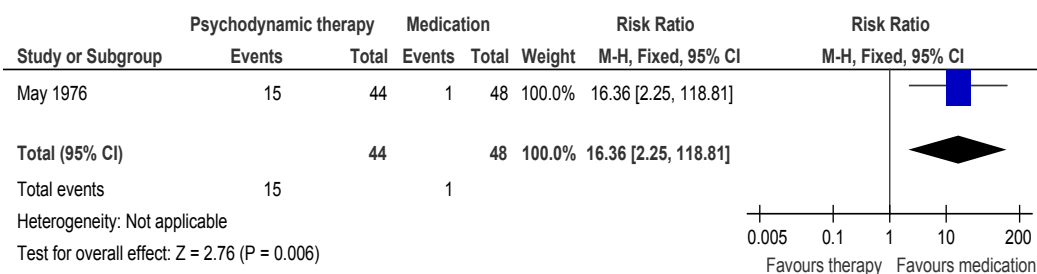 Psychodynamic therapy Medication Risk Ratio Risk Ratio
Study or Subgroup Events Total Events Total Weight M-H, Fixed, 95% CI M-H, Fixed, 95% CI
May 1976 15 44 1 48 100.0% 16.36 [2.25, 118.81]
Total (95% CI) 44 48 100.0% 16.36 [2.25, 118.81]
Total events 15 1
Heterogeneity: Not applicable
Test for overall effect: Z = 2.76 (P = 0.006)
0.005 0.1 1 10 200
Favours therapy Favours medication